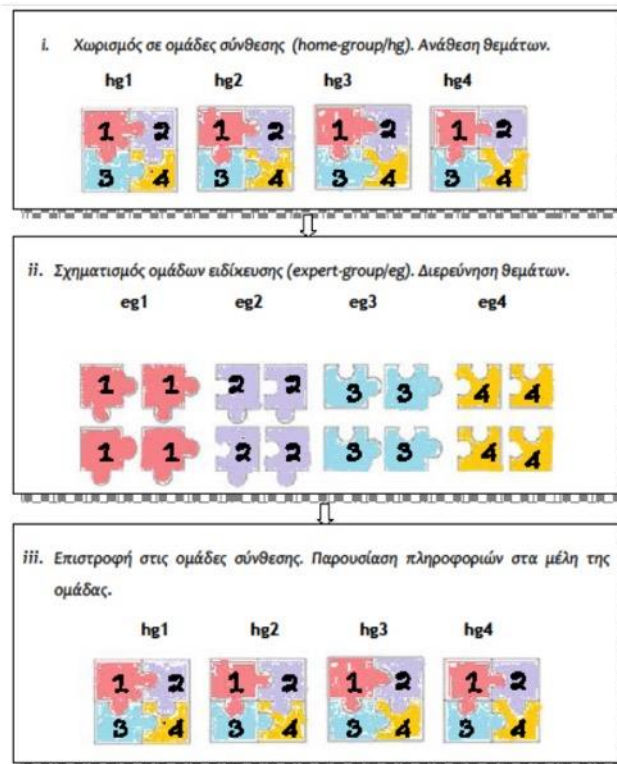 i. Χωρισμός σε ομάδες σύνθεσης (home-group/hg). Ανάθεση θεμάτων.
hg1 hg2 hg3 hg4
1 2 1 2 1 2 1 2
3 4 3 4 3 4 3 4
ii. Σχηματισμός ομάδων ειδίκευσης (expert-group/eg). Διερεύνηση θεμάτων.
eg1 eg2 eg3 eg4
1 1 2 2 3 3 4 4
1 1 2 2 3 3 4 4
iii. Επιστροφή στις ομάδες σύνθεσης. Παρουσίαση πληροφοριών στα μέλη της
ομάδας.
hg1 hg2 hg3 hg4
1 2 1 2 1 2 1 2
3 4 3 4 3 4 3 4